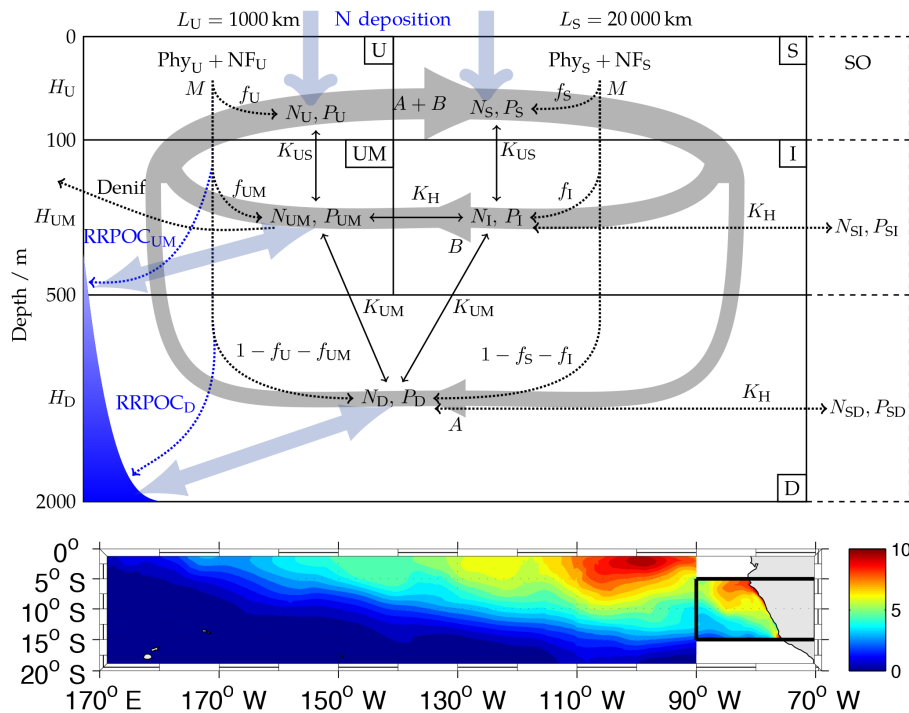 L_U = 1000 km N deposition L_S = 20 000 km
0 U S SO
Phy_U + NF_U Phy_S + NF_S
H_U M f_U f_S M
N_U, P_U A + B N_S, P_S
100
K_US UM K_US I
Denif f_UM K_H f_I K_H
H_UM N_UM, P_UM N_I, P_I N_SI, P_SI
RRPOC_UM B
Depth / m
500
K_UM K_UM
1 − f_U − f_UM 1 − f_S − f_I
RRPOC_D
H_D N_D, P_D K_H
A N_SD, P_SD
2000 D
0° 10
5° S
10° S 5
15° S
20° S 0
170° E 170° W 150° W 130° W 110° W 90° W 70° W